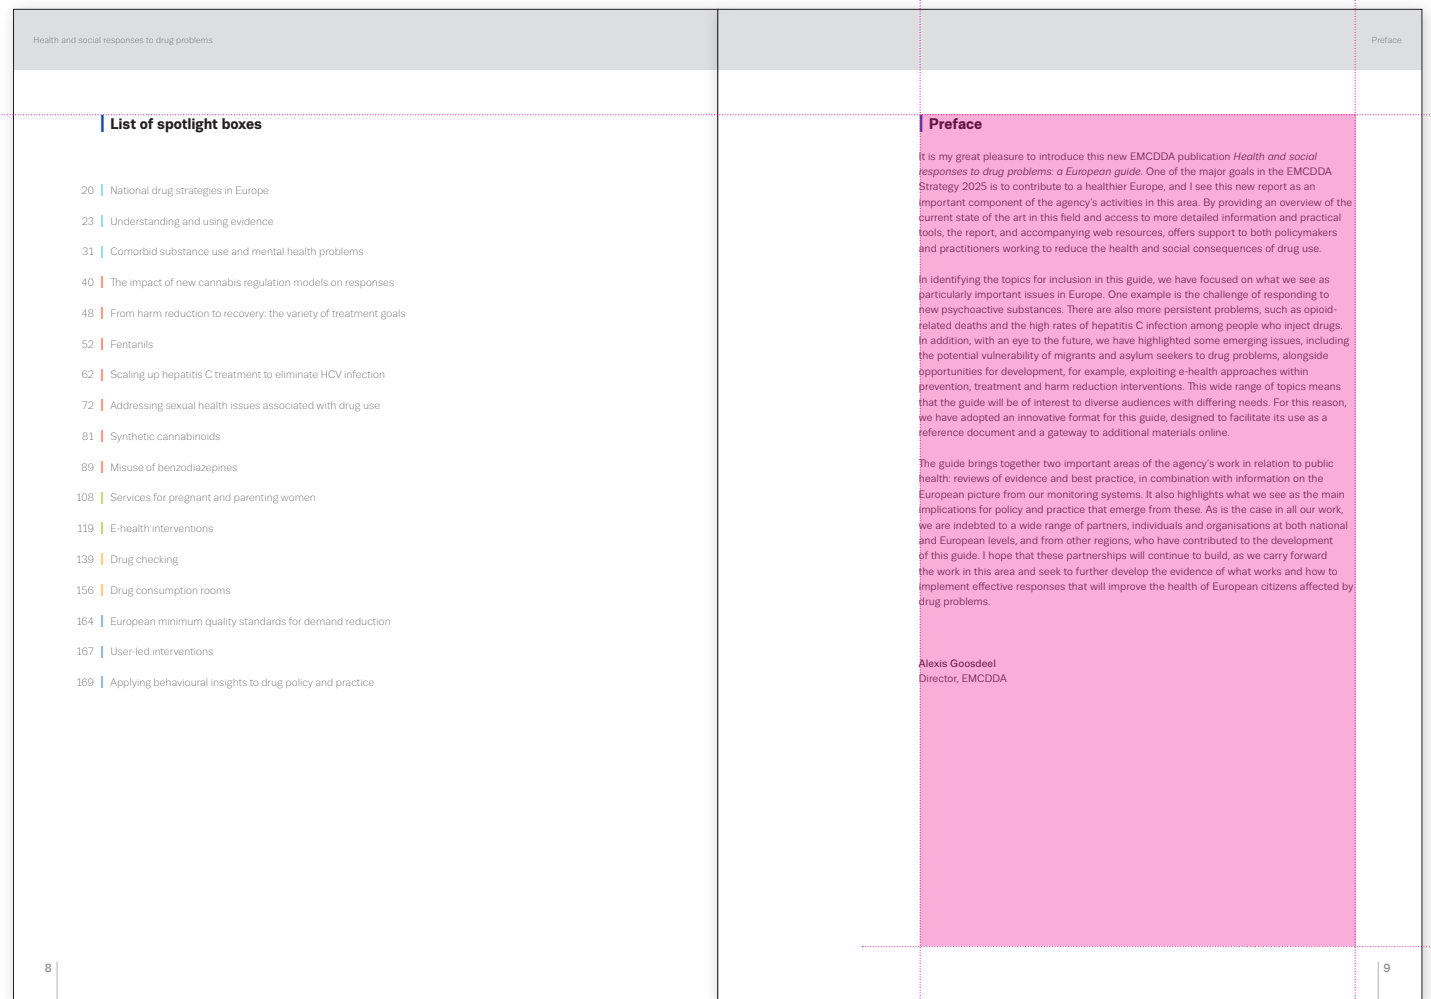 Health and social responses to drug problems
List of spotlight boxes
20 National drug strategies in Europe
23 Understanding and using evidence
31 Comorbid substance use and mental health problems
40 The impact of new cannabis regulation models on responses
48 From harm reduction to recovery: the variety of treatment goals
52 Fentanils
62 Scaling up hepatitis C treatment to eliminate HCV infection
72 Addressing sexual health issues associated with drug use
81 Synthetic cannabinoids
89 Misuse of benzodiazepines
108 Services for pregnant and parenting women
119 E-health interventions
139 Drug checking
156 Drug consumption rooms
164 European minimum quality standards for demand reduction
167 User-led interventions
169 Applying behavioural insights to drug policy and practice
8
Preface
Preface
It is my great pleasure to introduce this new EMCDDA publication Health and social
responses to drug problems: a European guide. One of the major goals in the EMCDDA
Strategy 2025 is to contribute to a healthier Europe, and I see this new report as an
important component of the agency's activities in this area. By providing an overview of the
current state of the art in this field and access to more detailed information and practical
tools, the report, and accompanying web resources, offers support to both policymakers
and practitioners working to reduce the health and social consequences of drug use.
In identifying the topics for inclusion in this guide, we have focused on what we see as
particularly important issues in Europe. One example is the challenge of responding to
new psychoactive substances. There are also more persistent problems, such as opioid-
related deaths and the high rates of hepatitis C infection among people who inject drugs.
In addition, with an eye to the future, we have highlighted some emerging issues, including
the potential vulnerability of migrants and asylum seekers to drug problems, alongside
opportunities for development, for example, exploiting e-health approaches within
prevention, treatment and harm reduction interventions. This wide range of topics means
that the guide will be of interest to diverse audiences with differing needs. For this reason,
we have adopted an innovative format for this guide, designed to facilitate its use as a
reference document and a gateway to additional materials online.
The guide brings together two important areas of the agency's work in relation to public
health: reviews of evidence and best practice, in combination with information on the
European picture from our monitoring systems. It also highlights what we see as the main
implications for policy and practice that emerge from these. As is the case in all our work,
we are indebted to a wide range of partners, individuals and organisations at both national
and European levels, and from other regions, who have contributed to the development
of this guide. I hope that these partnerships will continue to build, as we carry forward
the work in this area and seek to further develop the evidence of what works and how to
implement effective responses that will improve the health of European citizens affected by
drug problems.
Alexis Goosdeel
Director, EMCDDA
9